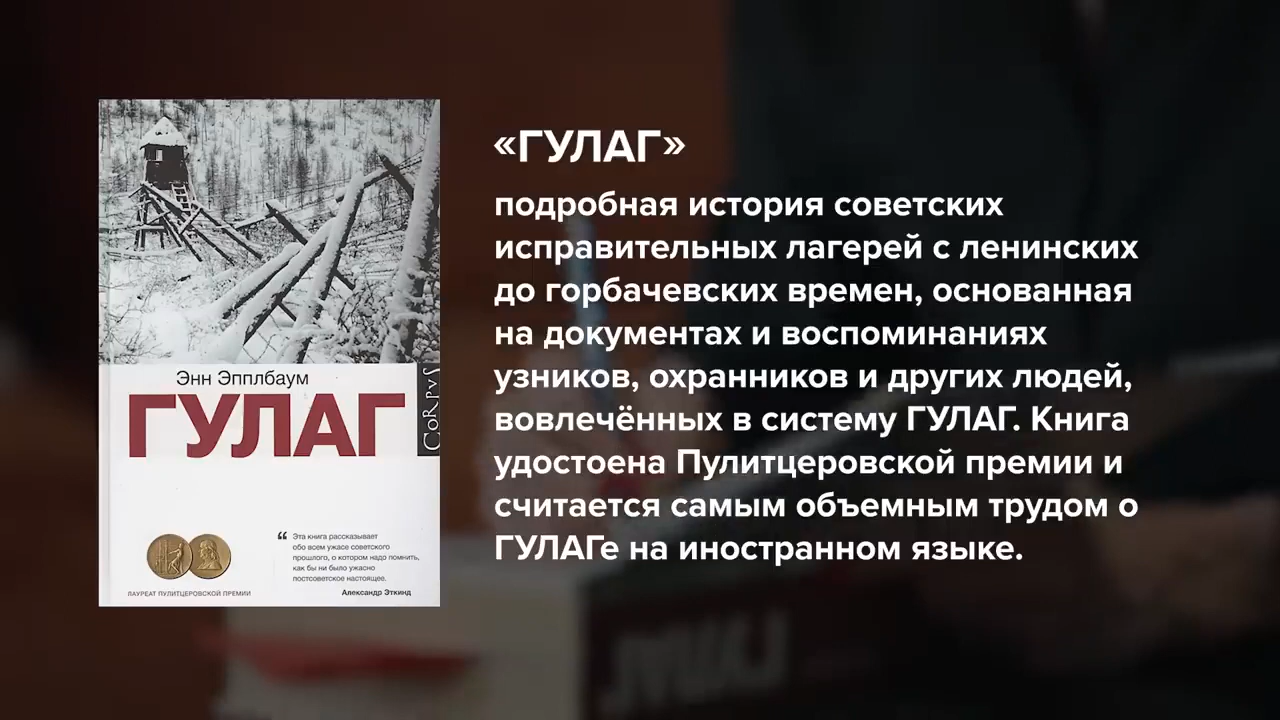 Энн Эпплбаум
ГУЛАГ
CORPVS
“ Эта книга рассказывает
обо всем ужасе советского
прошлого, о котором надо помнить,
как бы ни было ужасно
постсоветское настоящее.
Александр Эткинд
ЛАУРЕАТ ПУЛИТЦЕРОВСКОЙ ПРЕМИИ
«ГУЛАГ»
подробная история советских
исправительных лагерей с ленинских
до горбачевских времен, основанная
на документах и воспоминаниях
узников, охранников и других людей,
вовлечённых в систему ГУЛАГ. Книга
удостоена Пулитцеровской премии и
считается самым объемным трудом о
ГУЛАГе на иностранном языке.